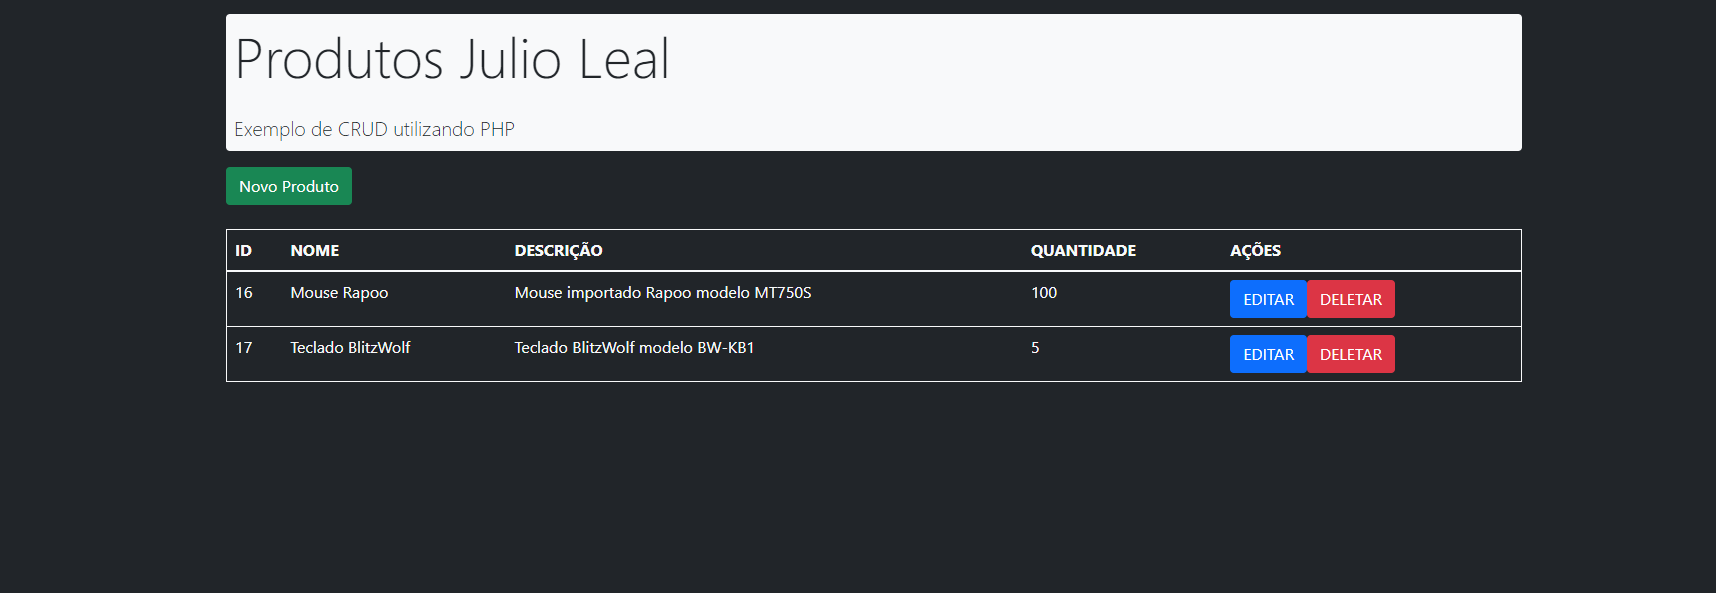 Produtos Julio Leal
Exemplo de CRUD utilizando PHP
Novo Produto
ID NOME DESCRIÇÃO QUANTIDADE AÇÕES
16 Mouse Rapoo Mouse importado Rapoo modelo MT750S 100 EDITAR DELETAR
17 Teclado BlitzWolf Teclado BlitzWolf modelo BW-KB1 5 EDITAR DELETAR